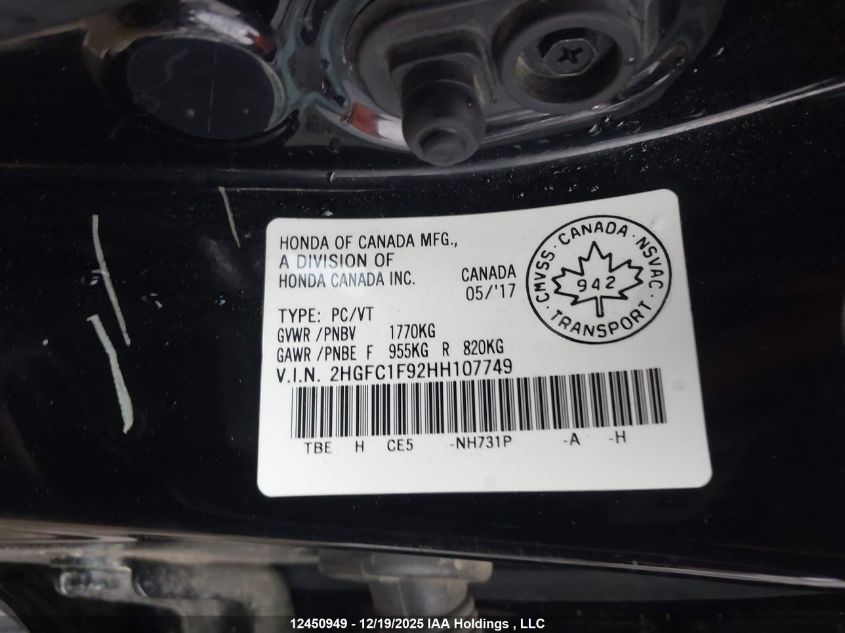 HONDA OF CANADA MFG.,
A DIVISION OF
HONDA CANADA INC.
CANADA
05/'17
CMVSS · CANADA · NSVAC
942
TRANSPORT
TYPE: PC/VT
GVWR /PNBV 1770KG
GAWR /PNBE F 955KG R 820KG
V.I.N. 2HGFC1F92HH107749
TBE H CE5 -NH731P -A -H
12450949 - 12/19/2025 IAA Holdings , LLC